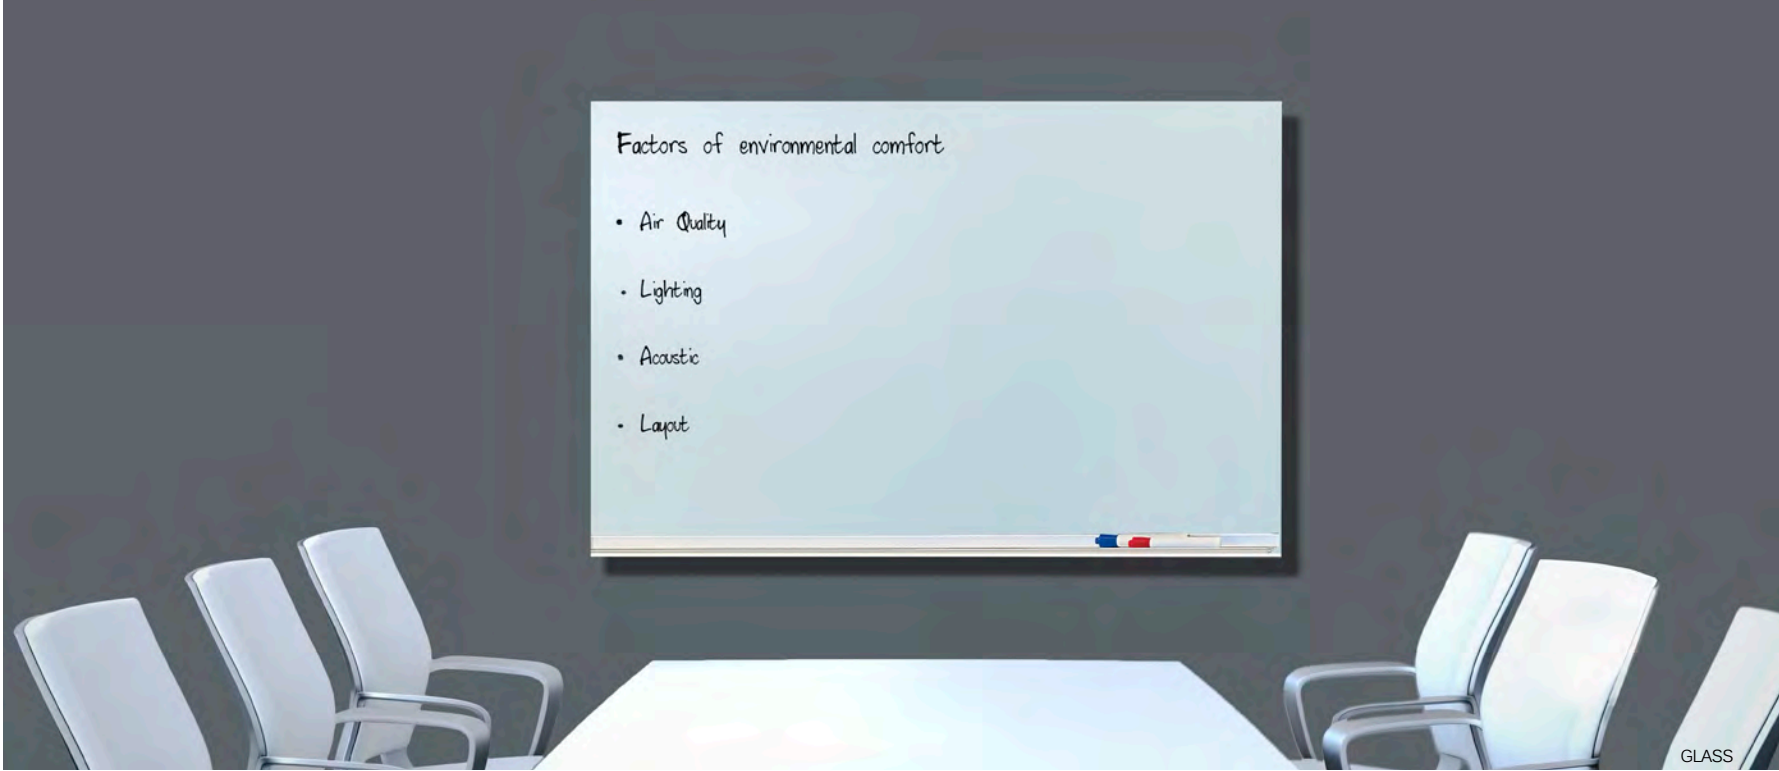 Factors of environmental comfort
• Air Quality
• Lighting
• Acoustic
• Layout
GLASS